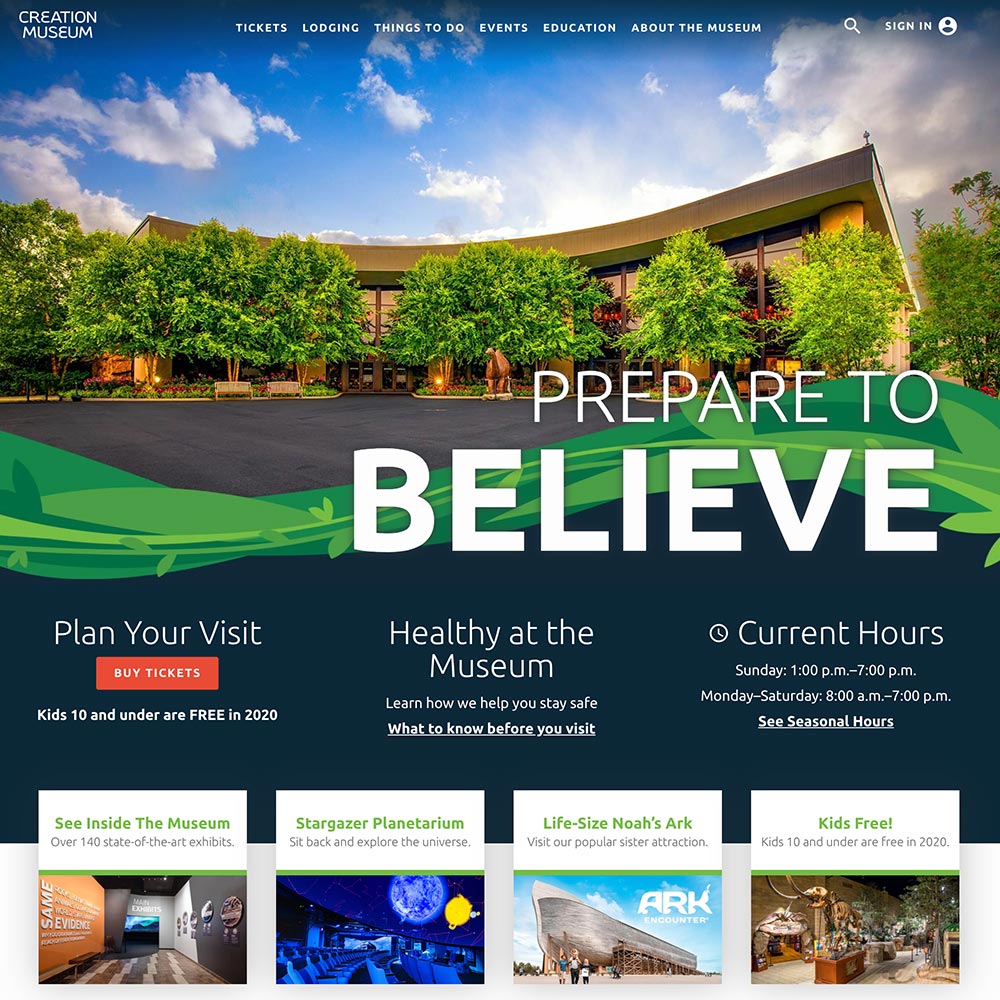 CREATION
MUSEUM
TICKETS LODGING THINGS TO DO EVENTS EDUCATION ABOUT THE MUSEUM
SIGN IN
PREPARE TO
BELIEVE
Plan Your Visit
BUY TICKETS
Kids 10 and under are FREE in 2020
Healthy at the
Museum
Learn how we help you stay safe
What to know before you visit
Current Hours
Sunday: 1:00 p.m.–7:00 p.m.
Monday–Saturday: 8:00 a.m.–7:00 p.m.
See Seasonal Hours
See Inside The Museum
Over 140 state-of-the-art exhibits.
SAME
EVIDENCE
MAIN
EXHIBITS
Stargazer Planetarium
Sit back and explore the universe.
Life-Size Noah's Ark
Visit our popular sister attraction.
ARK
ENCOUNTER
Kids Free!
Kids 10 and under are free in 2020.